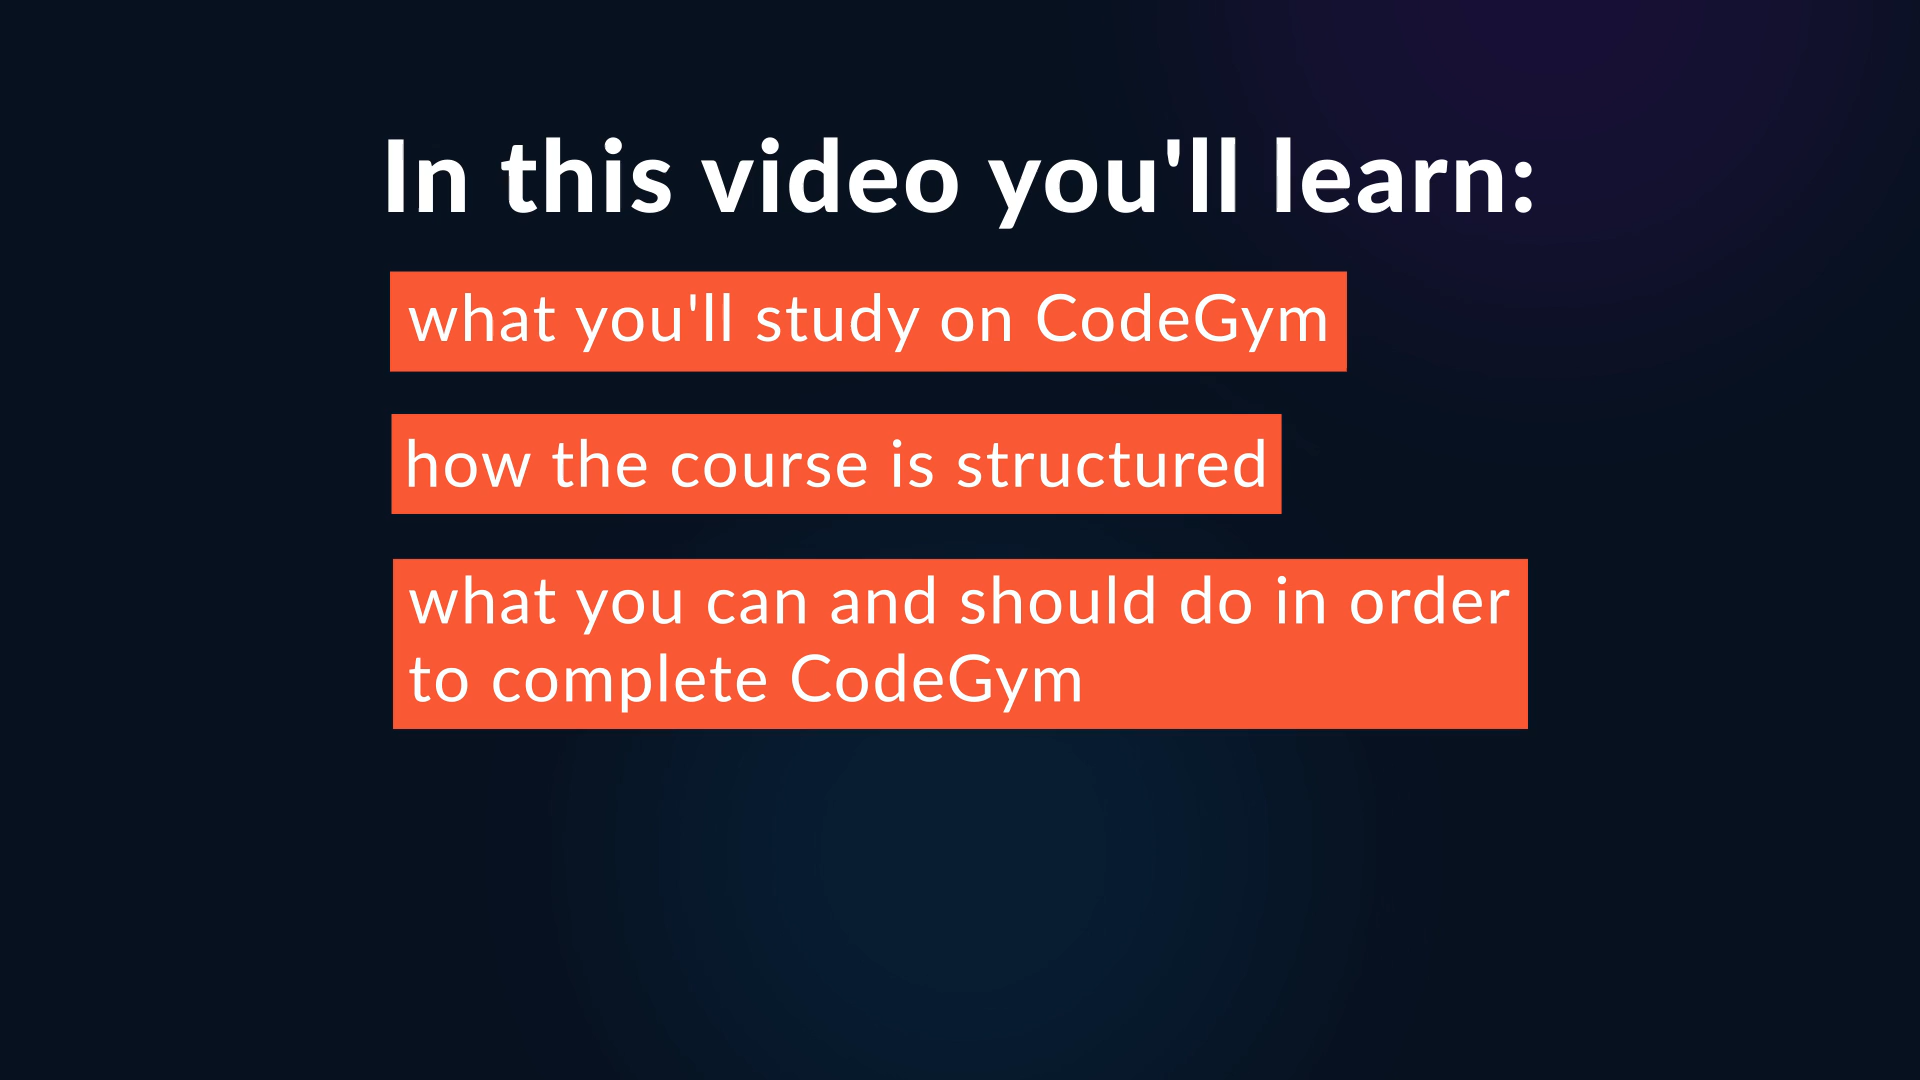 In this video you'll learn:
what you'll study on CodeGym
how the course is structured
what you can and should do in order
to complete CodeGym